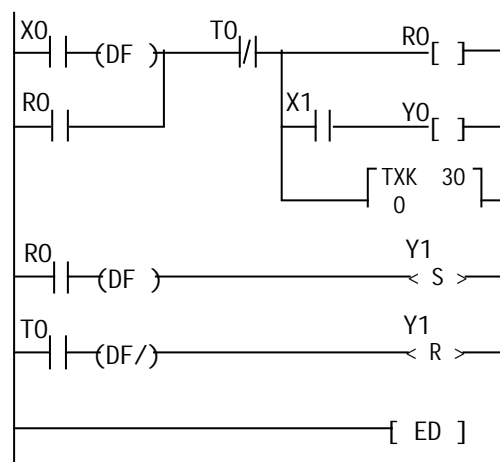 X0 (DF ) T0 / R0 [ ]
R0
X1 Y0 [ ]
TXK 30
0
R0 (DF ) Y1 < S >
T0 (DF/) Y1 < R >
[ ED ]